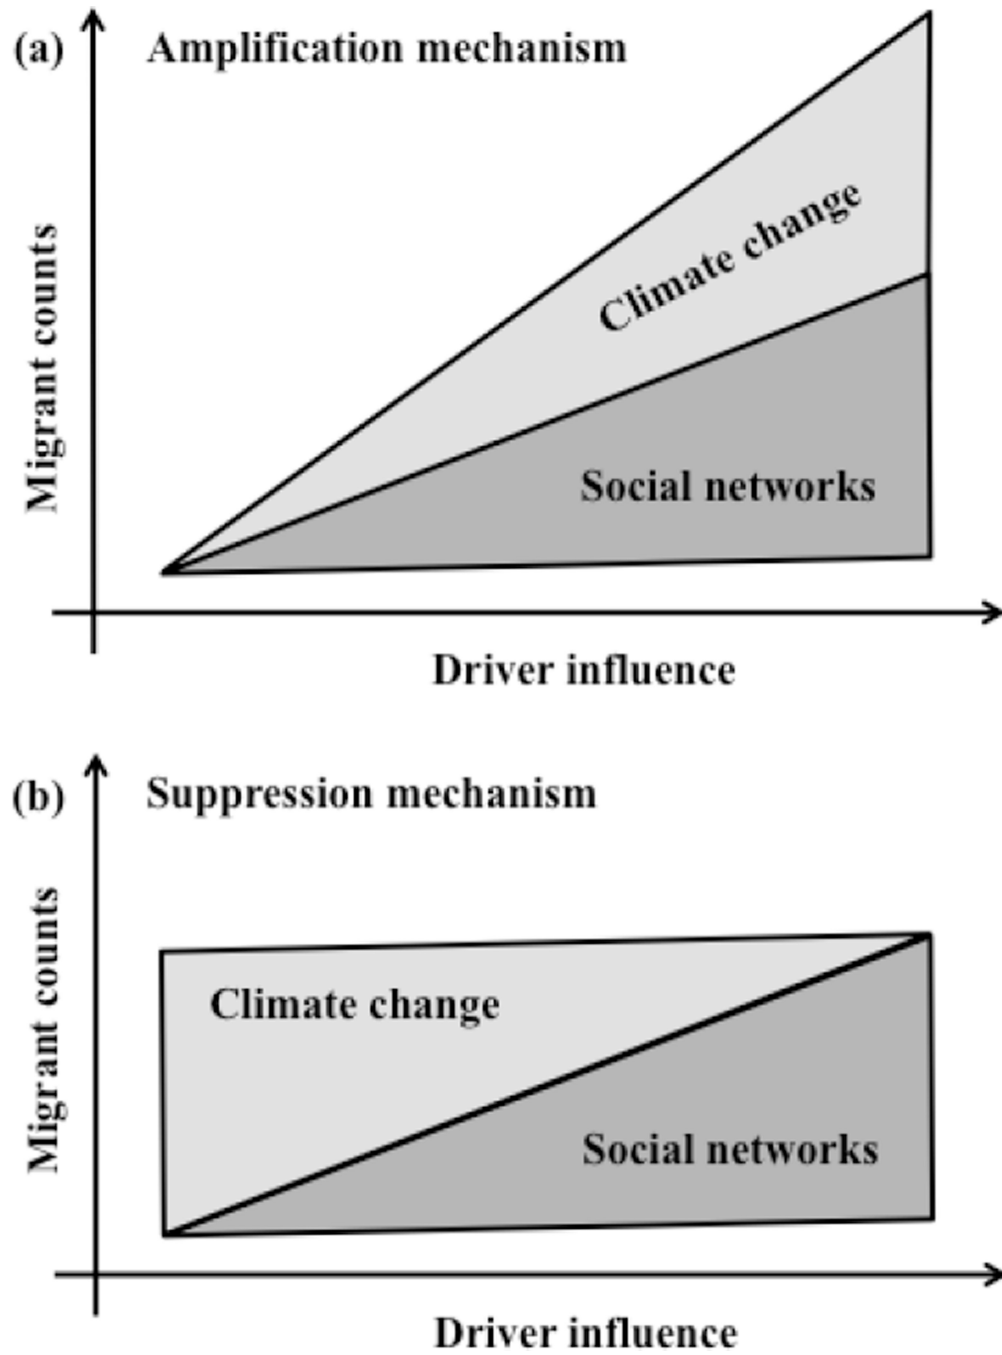 (a) Amplification mechanism
Migrant counts
Climate change
Social networks
Driver influence
(b) Suppression mechanism
Migrant counts
Climate change
Social networks
Driver influence